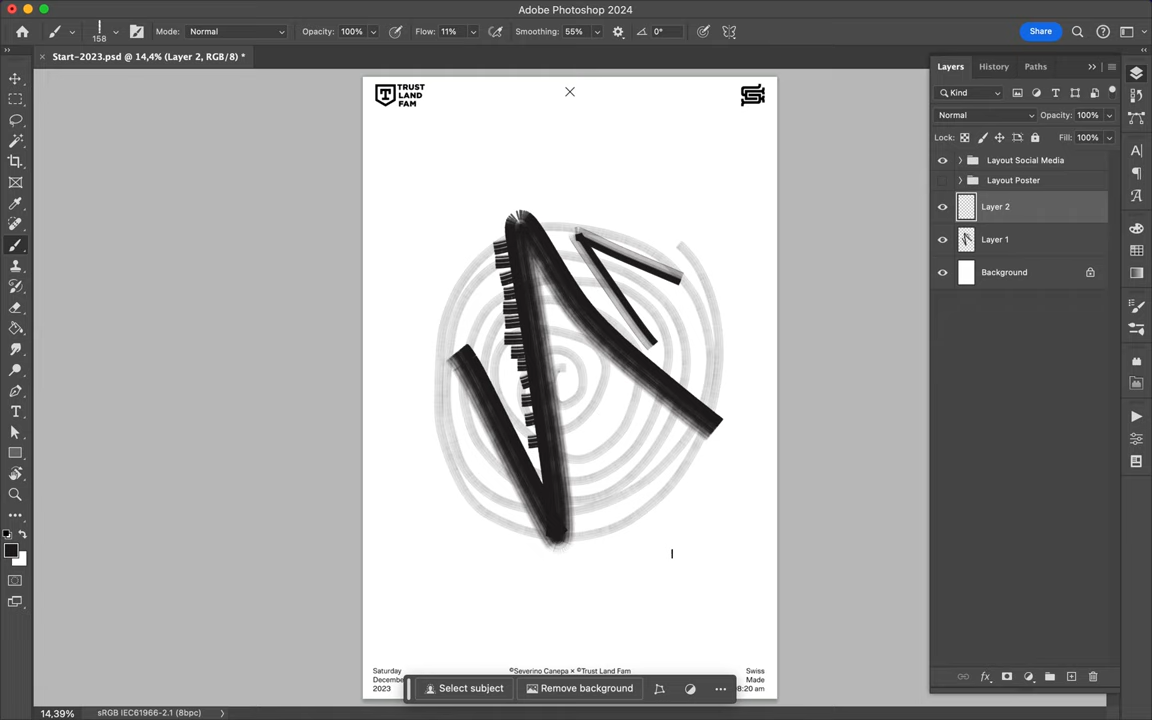 Adobe Photoshop 2024
158
Mode: Normal
Opacity: 100%
Flow: 11%
Smoothing: 55%
0°
Share
Start-2023.psd @ 14,4% (Layer 2, RGB/8) *
TRUST
LAND
FAM
Layers
History
Paths
Kind
Normal
Opacity: 100%
Lock:
Fill: 100%
Layout Social Media
Layout Poster
Layer 2
Layer 1
Background
Saturday
Decembe
2023
©Severino Canepa × ©Trust Land Fam
Swiss
Made
8:20 am
Select subject
Remove background
14,39%
sRGB IEC61966-2.1 (8bpc)